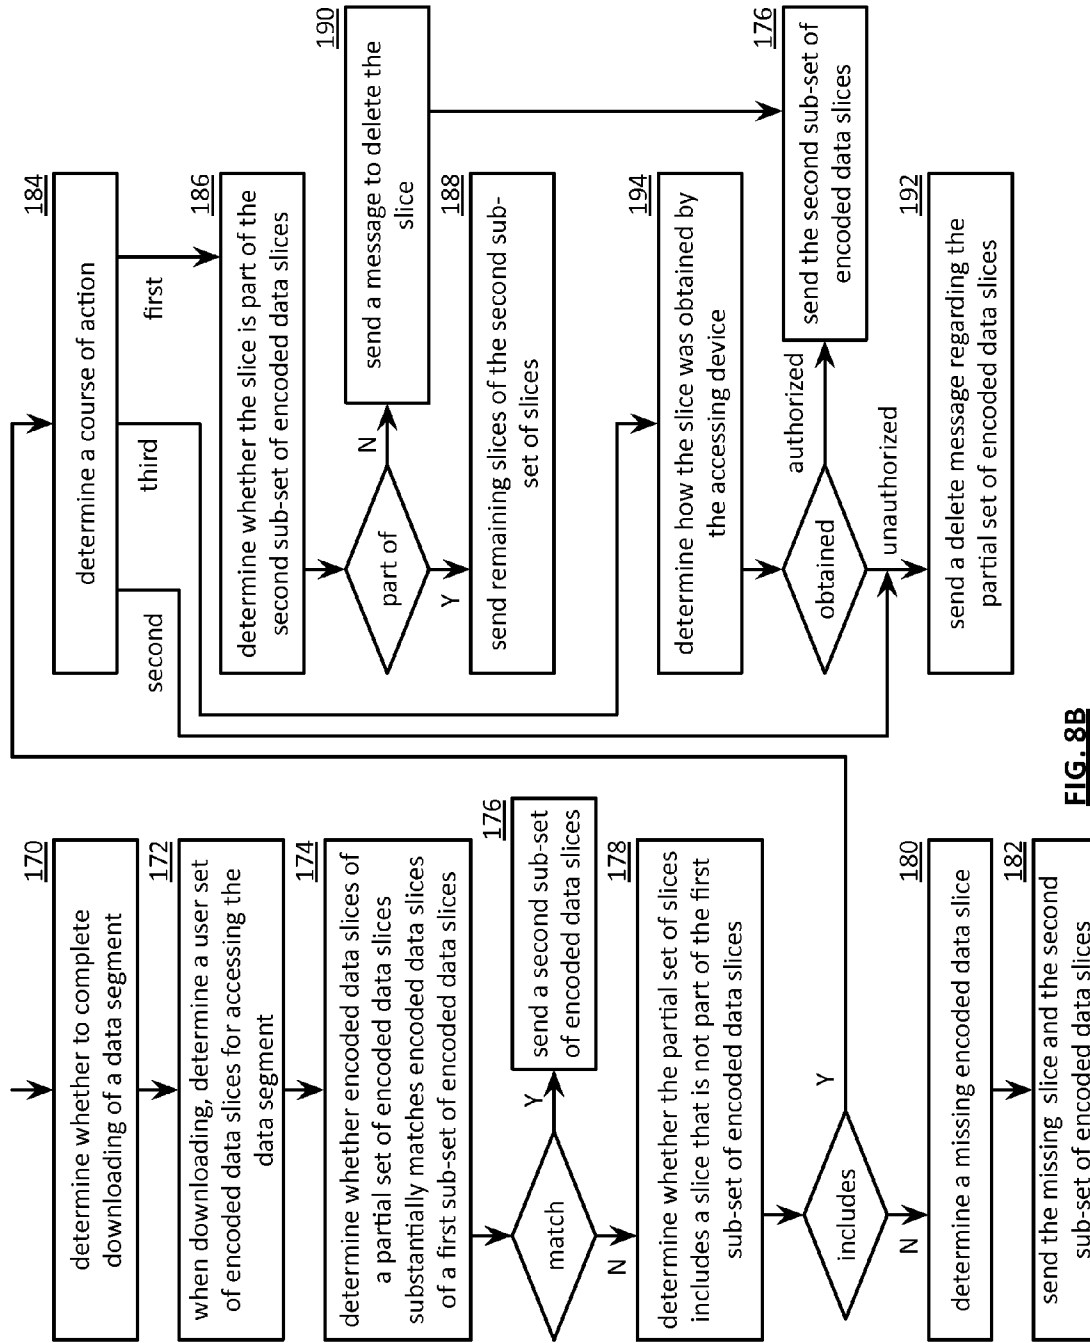 170
determine whether to complete
downloading of a data segment
172
when downloading, determine a user set
of encoded data slices for accessing the
data segment
174
determine whether encoded data slices of
a partial set of encoded data slices
substantially matches encoded data slices
of a first sub-set of encoded data slices
match
Y
N
176
send a second sub-set
of encoded data slices
178
determine whether the partial set of slices
includes a slice that is not part of the first
sub-set of encoded data slices
includes
Y
N
180
determine a missing encoded data slice
182
send the missing slice and the second
sub-set of encoded data slices
184
determine a course of action
second
third
first
186
determine whether the slice is part of the
second sub-set of encoded data slices
part of
N
Y
190
send a message to delete the
slice
188
send remaining slices of the second sub-
set of slices
194
determine how the slice was obtained by
the accessing device
obtained
authorized
unauthorized
176
send the second sub-set of
encoded data slices
192
send a delete message regarding the
partial set of encoded data slices
FIG. 8B